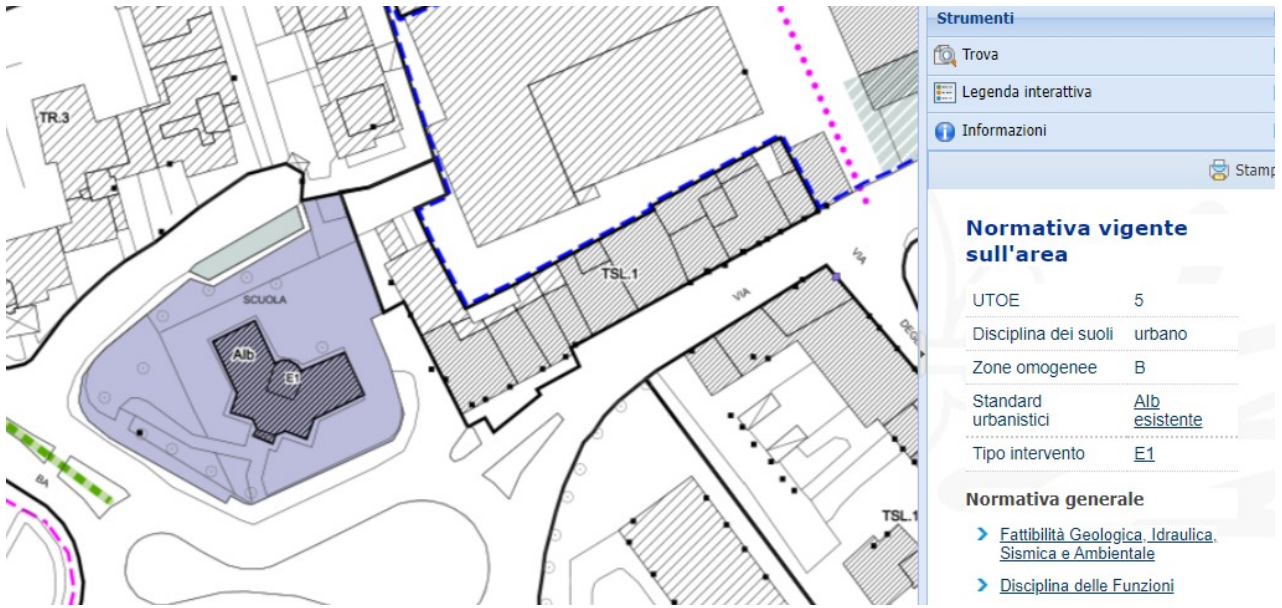 TR.3
SCUOLA
Alb
E1
TSL.1
VIA
VIA
BA
TSL.1
Strumenti
Trova
Legenda interattiva
Informazioni
Stamp
Normativa vigente
sull'area
UTOE 5
Disciplina dei suoli urbano
Zone omogenee B
Standard
urbanistici
Alb
esistente
Tipo intervento E1
Normativa generale
Fattibilità Geologica, Idraulica,
Sismica e Ambientale
Disciplina delle Funzioni